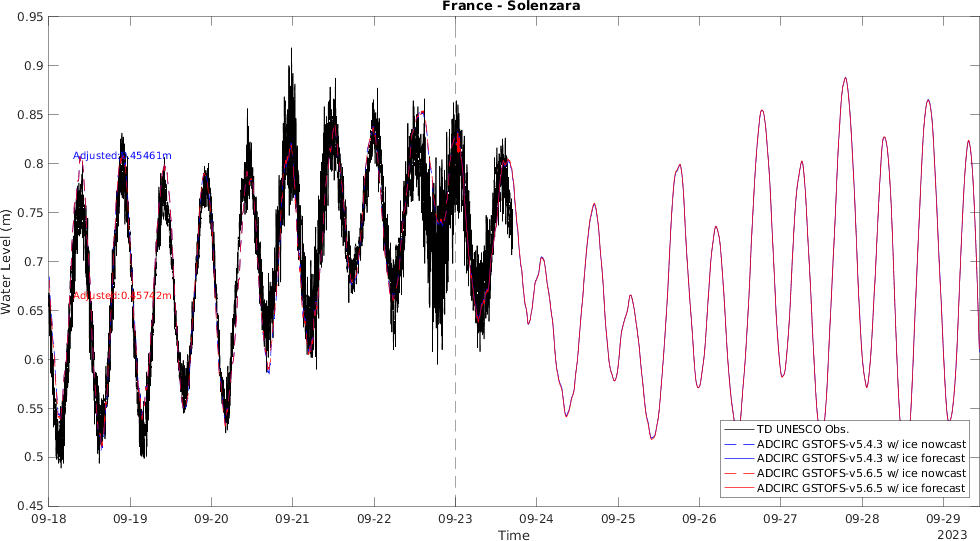 France - Solenzara
0.95
0.9
0.85
0.8
0.75
0.7
0.65
0.6
0.55
0.5
0.45
Water Level (m)
Adjusted:0.45461m
Adjusted:0.45742m
TD UNESCO Obs.
ADCIRC GSTOFS-v5.4.3 w/ ice nowcast
ADCIRC GSTOFS-v5.4.3 w/ ice forecast
ADCIRC GSTOFS-v5.6.5 w/ ice nowcast
ADCIRC GSTOFS-v5.6.5 w/ ice forecast
09-18 09-19 09-20 09-21 09-22 09-23 09-24 09-25 09-26 09-27 09-28 09-29
Time
2023